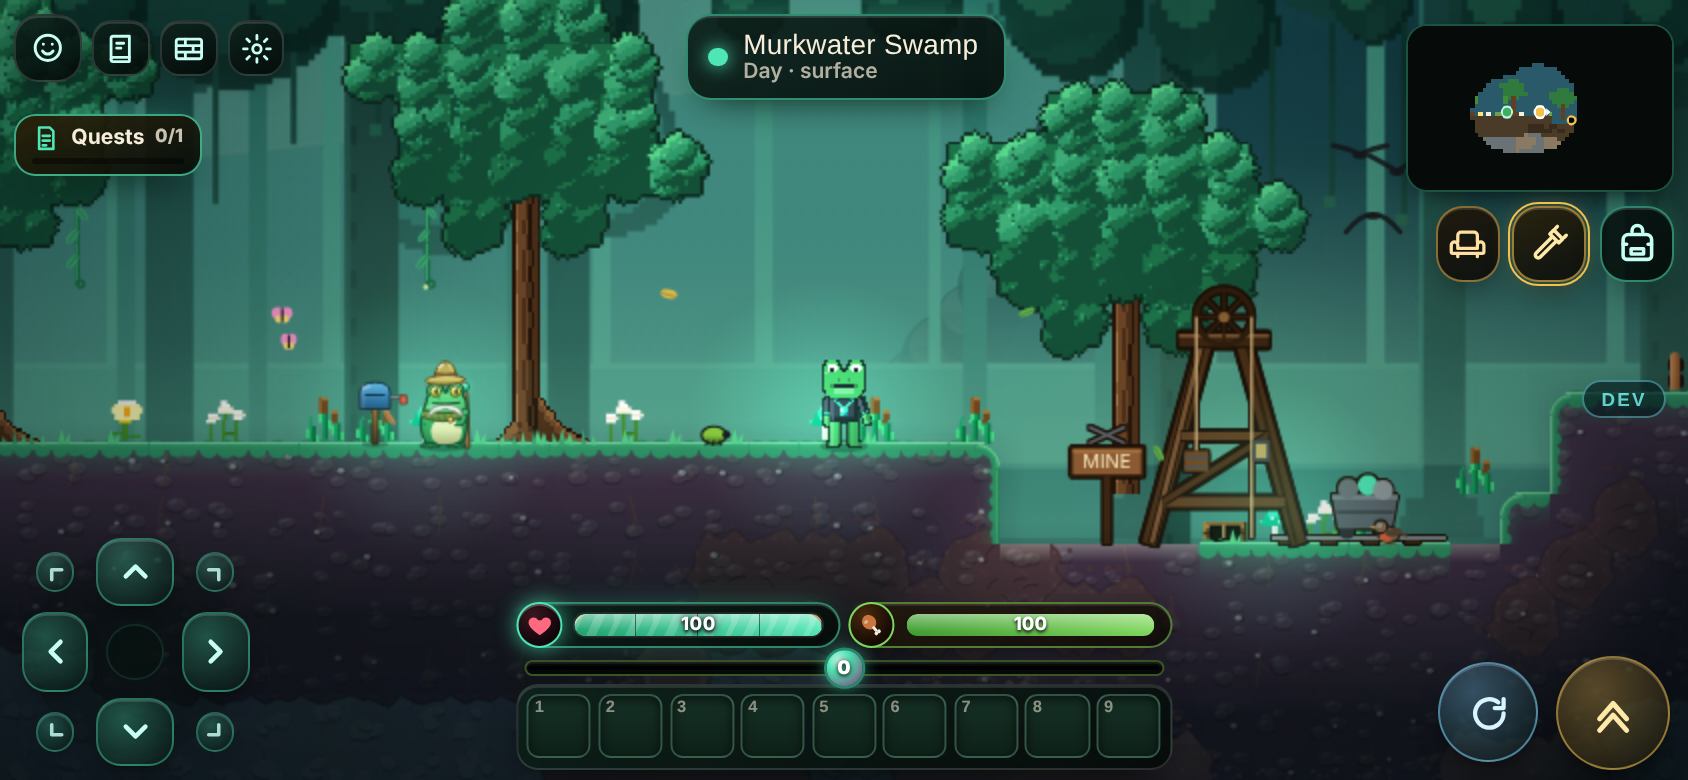 Murkwater Swamp
Day · surface
Quests 0/1
DEV
MINE
100
100
0
1 2 3 4 5 6 7 8 9